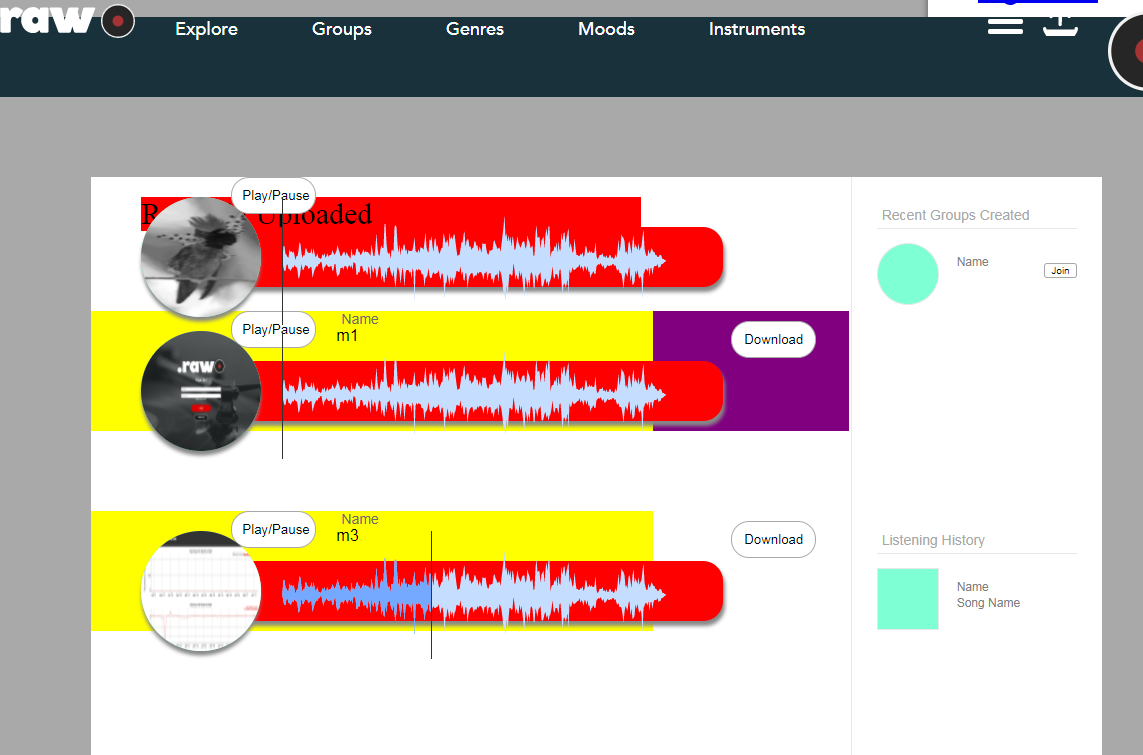 raw
Explore Groups Genres Moods Instruments
Play/Pause
Uploaded
Play/Pause
Name
m1
Download
.raw
Play/Pause
Name
m3
Download
Recent Groups Created
Name
Join
Listening History
Name
Song Name